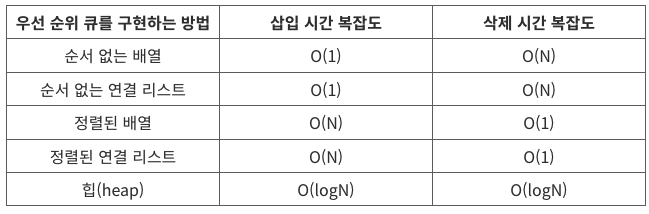 우선 순위 큐를 구현하는 방법 삽입 시간 복잡도 삭제 시간 복잡도
순서 없는 배열 O(1) O(N)
순서 없는 연결 리스트 O(1) O(N)
정렬된 배열 O(N) O(1)
정렬된 연결 리스트 O(N) O(1)
힙(heap) O(logN) O(logN)